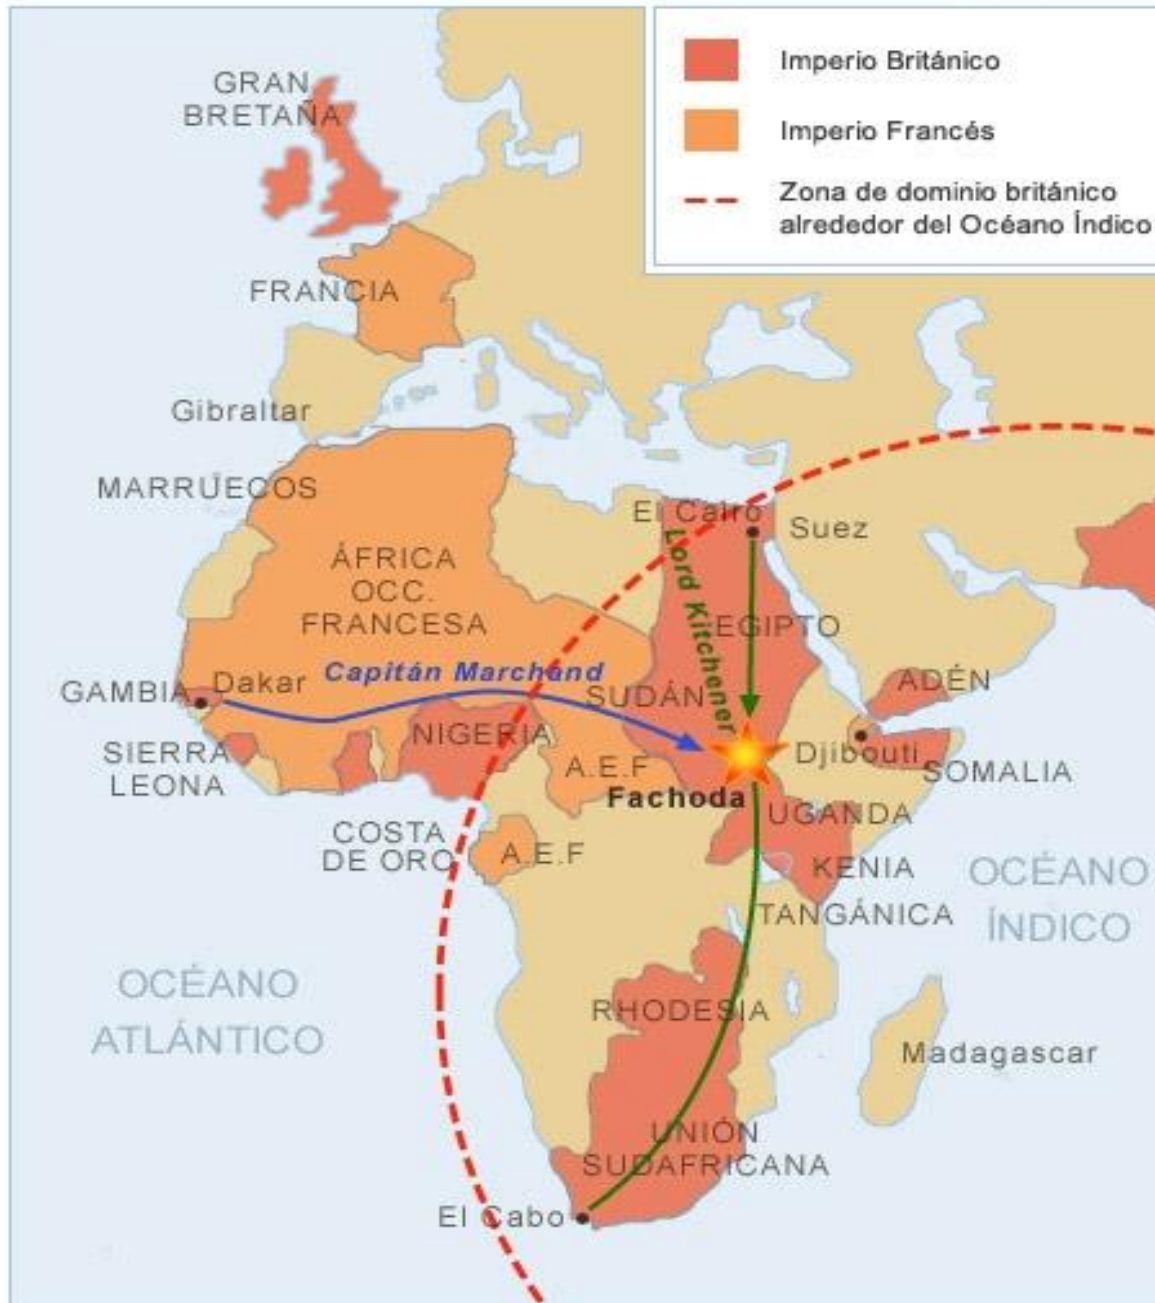 Imperio Británico
Imperio Francés
Zona de dominio británico
alrededor del Océano Índico
GRAN
BRETAÑA
FRANCIA
Gibraltar
MARRUECOS
El Cairo
Suez
ÁFRICA
OCC.
FRANCESA
Lord Kitchener
EGIPTO
Capitán Marchand
GAMBIA
Dakar
SUDÁN
ADÉN
NIGERIA
SIERRA
LEONA
A.E.F
Djibouti
SOMALIA
Fachoda
UGANDA
COSTA
DE ORO
A.E.F
KENIA
OCÉANO
ÍNDICO
TANGÁNICA
OCÉANO
ATLÁNTICO
RHODESIA
Madagascar
UNIÓN
SUDAFRICANA
El Cabo